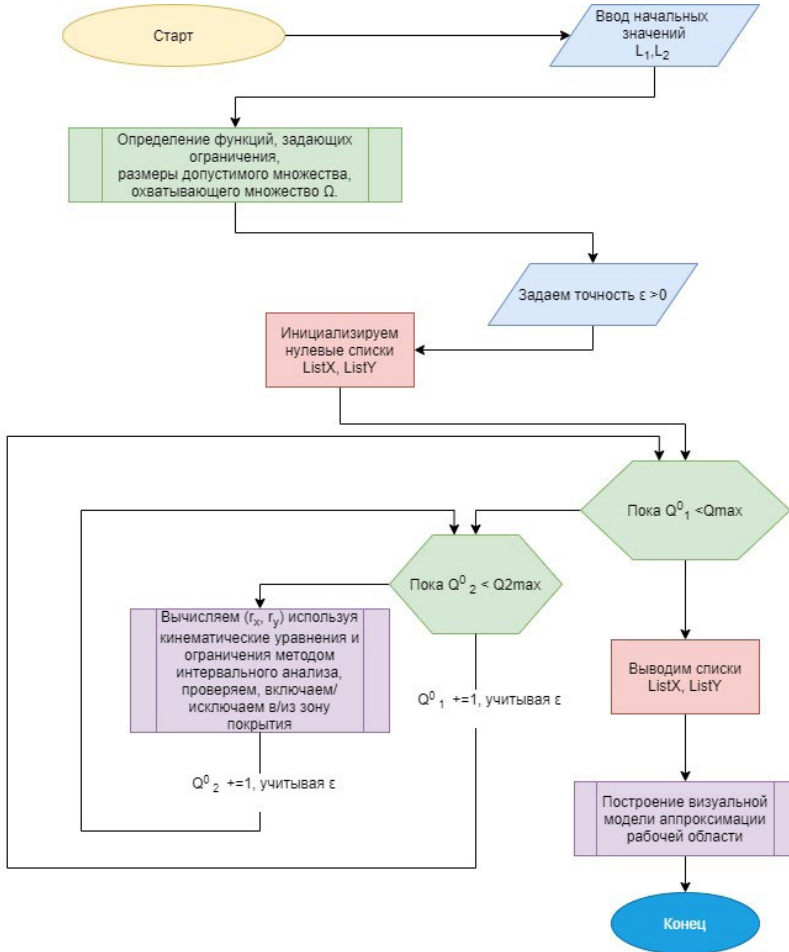 Старт
Ввод начальных
значений
L₁,L₂
Определение функций, задающих
ограничения,
размеры допустимого множества,
охватывающего множество Ω.
Задаем точность ε >0
Инициализируем
нулевые списки
ListX, ListY
Пока Q⁰₁ <Qmax
Пока Q⁰₂ < Q2max
Вычисляем (rₓ, r_y) используя
кинематические уравнения и
ограничения методом
интервального анализа,
проверяем, включаем/
исключаем в/из зону
покрытия
Q⁰₂ +=1, учитывая ε
Q⁰₁ +=1, учитывая ε
Выводим списки
ListX, ListY
Построение визуальной
модели аппроксимации
рабочей области
Конец